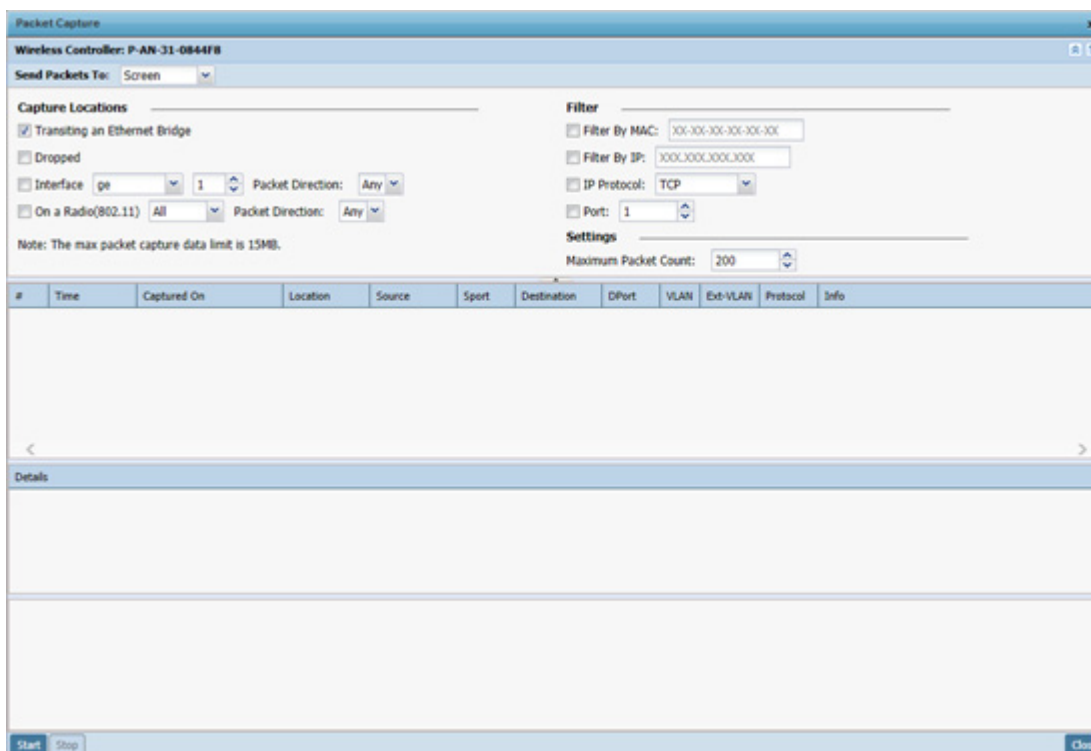 Packet Capture
Wireless Controller: P-AN-31-0844F8
Send Packets To: Screen
Capture Locations
Transiting an Ethernet Bridge
Dropped
Interface ge 1 Packet Direction: Any
On a Radio(802.11) All Packet Direction: Any
Note: The max packet capture data limit is 15MB.
Filter
Filter By MAC: XX-XX-XX-XX-XX-XX
Filter By IP: XXX.XXX.XXX.XXX
IP Protocol: TCP
Port: 1
Settings
Maximum Packet Count: 200
# Time Captured On Location Source Sport Destination DPort VLAN Ext-VLAN Protocol Info
Details
Start Stop